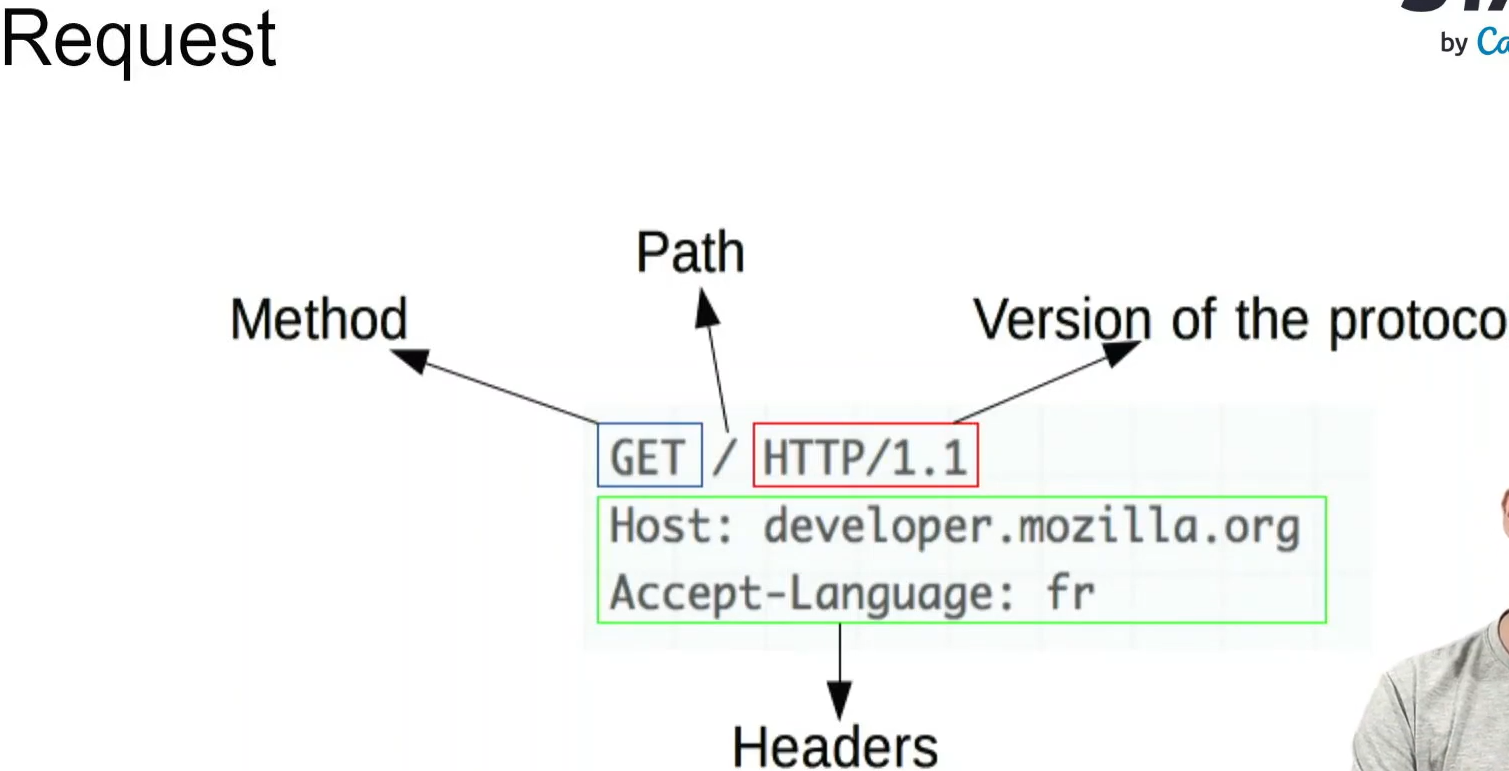 Request
by
Path
Method
Version of the protoco
GET / HTTP/1.1
Host: developer.mozilla.org
Accept-Language: fr
Headers